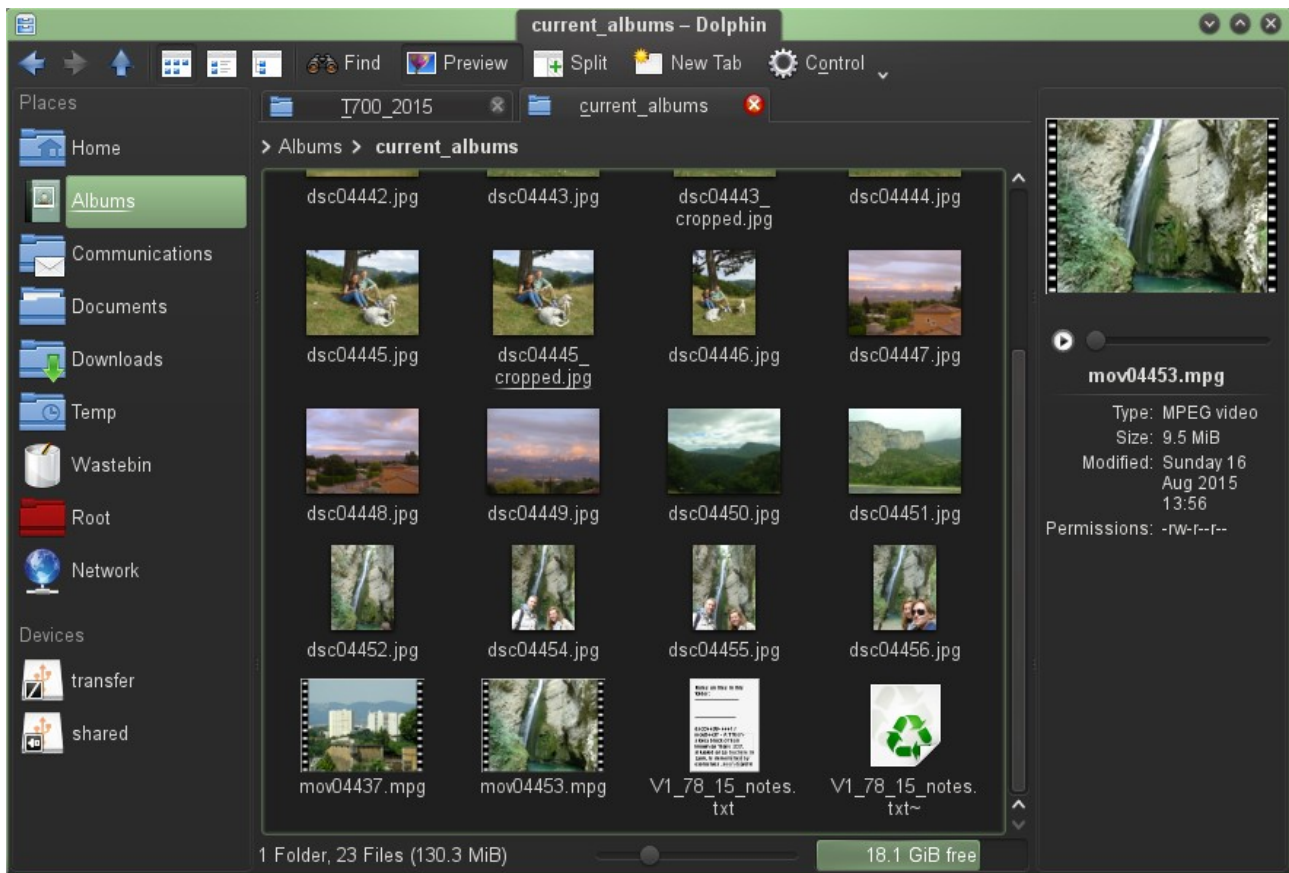 current_albums – Dolphin
Find Preview Split New Tab Control
Places
T700_2015 current_albums
Home
Albums
Communications
Documents
Downloads
Temp
Wastebin
Root
Network
Devices
transfer
shared
> Albums > current_albums
dsc04442.jpg dsc04443.jpg dsc04443_ dsc04444.jpg
cropped.jpg
dsc04445.jpg dsc04445_ dsc04446.jpg dsc04447.jpg
cropped.jpg
dsc04448.jpg dsc04449.jpg dsc04450.jpg dsc04451.jpg
dsc04452.jpg dsc04454.jpg dsc04455.jpg dsc04456.jpg
mov04437.mpg mov04453.mpg V1_78_15_notes. V1_78_15_notes.
txt txt~
1 Folder, 23 Files (130.3 MiB) 18.1 GiB free
mov04453.mpg
Type: MPEG video
Size: 9.5 MiB
Modified: Sunday 16
Aug 2015
13:56
Permissions: -rw-r--r--